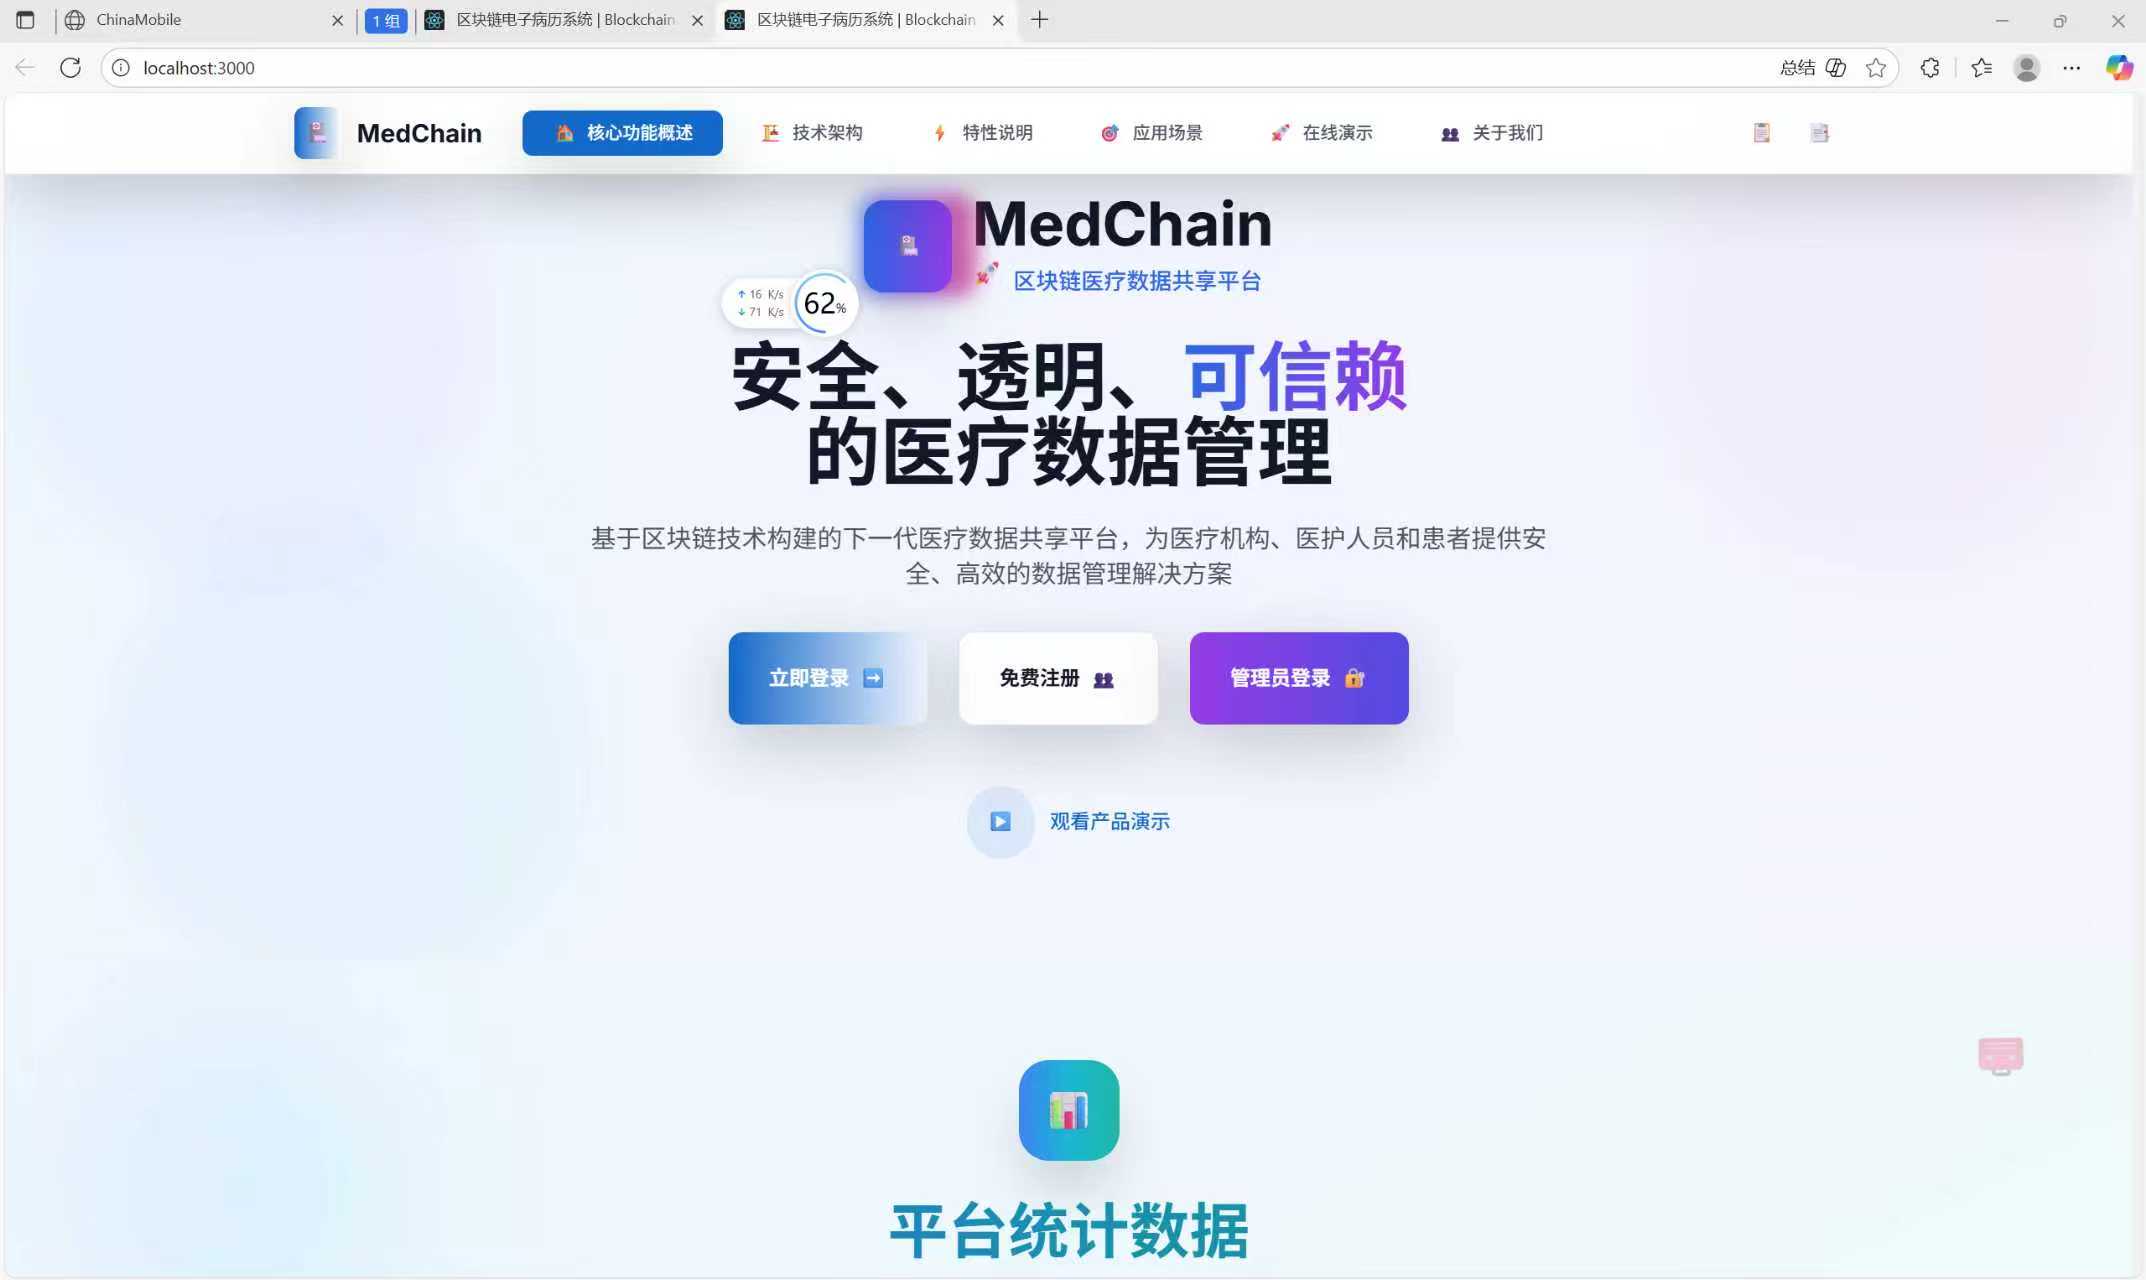 ChinaMobile
1 组
区块链电子病历系统 | Blockchain
区块链电子病历系统 | Blockchain
localhost:3000
总结
MedChain
核心功能概述
技术架构
特性说明
应用场景
在线演示
关于我们
MedChain
区块链医疗数据共享平台
↑ 16 K/s
↓ 71 K/s
62%
安全、透明、可信赖
的医疗数据管理
基于区块链技术构建的下一代医疗数据共享平台，为医疗机构、医护人员和患者提供安
全、高效的数据管理解决方案
立即登录
免费注册
管理员登录
观看产品演示
平台统计数据